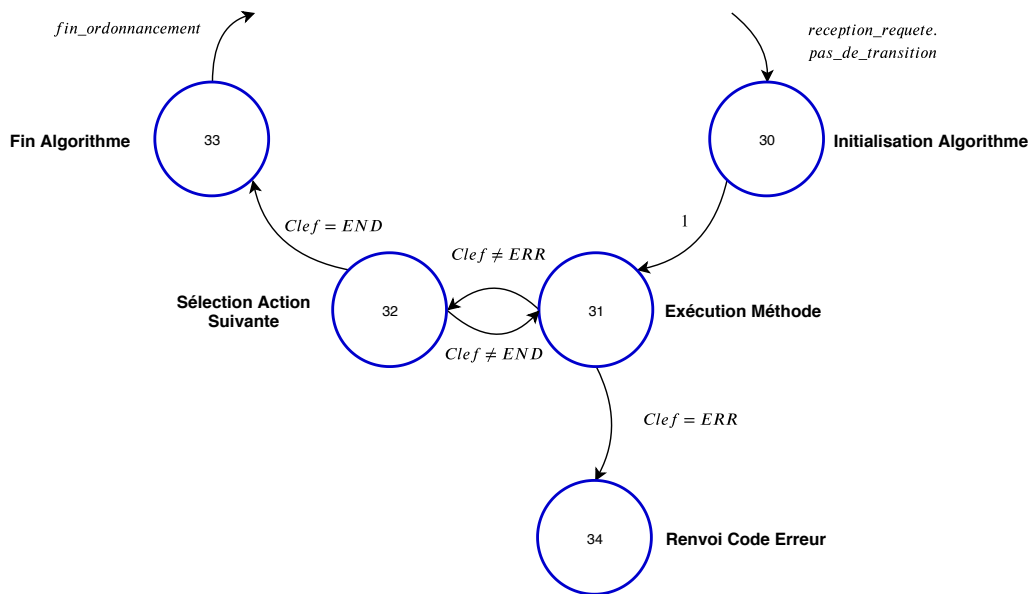 fin_ordonnancement
reception_requete.
pas_de_transition
Fin Algorithme
33
30
Initialisation Algorithme
Clef = END
1
Clef ≠ ERR
Sélection Action
Suivante
32
31
Exécution Méthode
Clef ≠ END
Clef = ERR
34
Renvoi Code Erreur